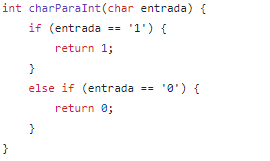 int charParaInt(char entrada) {
    if (entrada == '1') {
        return 1;
    }
    else if (entrada == '0') {
        return 0;
    }
}